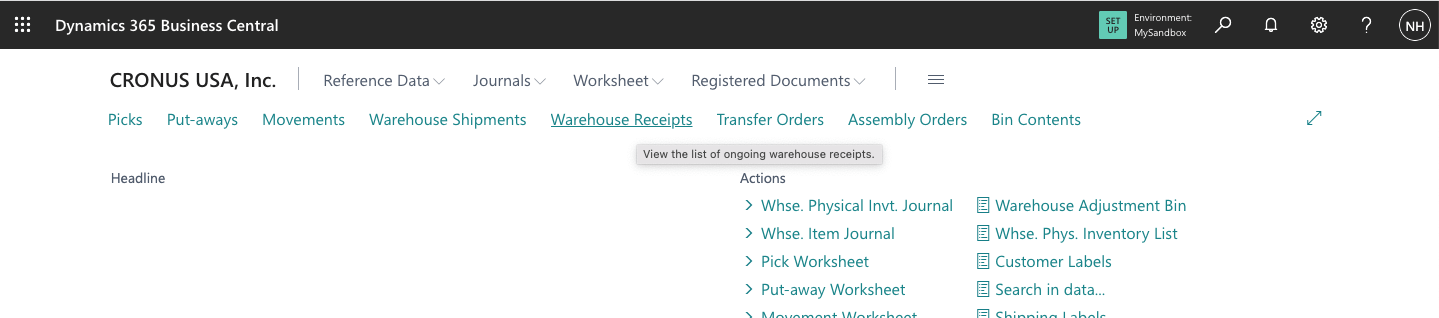 Dynamics 365 Business Central
SET UP
Environment:
MySandbox
NH
CRONUS USA, Inc.
Reference Data
Journals
Worksheet
Registered Documents
Picks
Put-aways
Movements
Warehouse Shipments
Warehouse Receipts
Transfer Orders
Assembly Orders
Bin Contents
View the list of ongoing warehouse receipts.
Headline
Actions
Whse. Physical Invt. Journal
Warehouse Adjustment Bin
Whse. Item Journal
Whse. Phys. Inventory List
Pick Worksheet
Customer Labels
Put-away Worksheet
Search in data...
Movement Worksheet
Shipping Labels